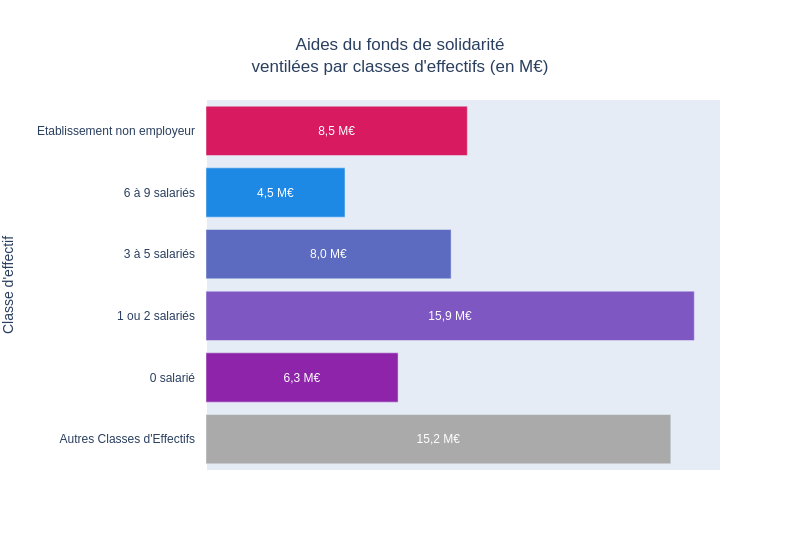 Aides du fonds de solidarité
ventilées par classes d'effectifs (en M€)
Classe d'effectif
Etablissement non employeur
8,5 M€
6 à 9 salariés
4,5 M€
3 à 5 salariés
8,0 M€
1 ou 2 salariés
15,9 M€
0 salarié
6,3 M€
Autres Classes d'Effectifs
15,2 M€